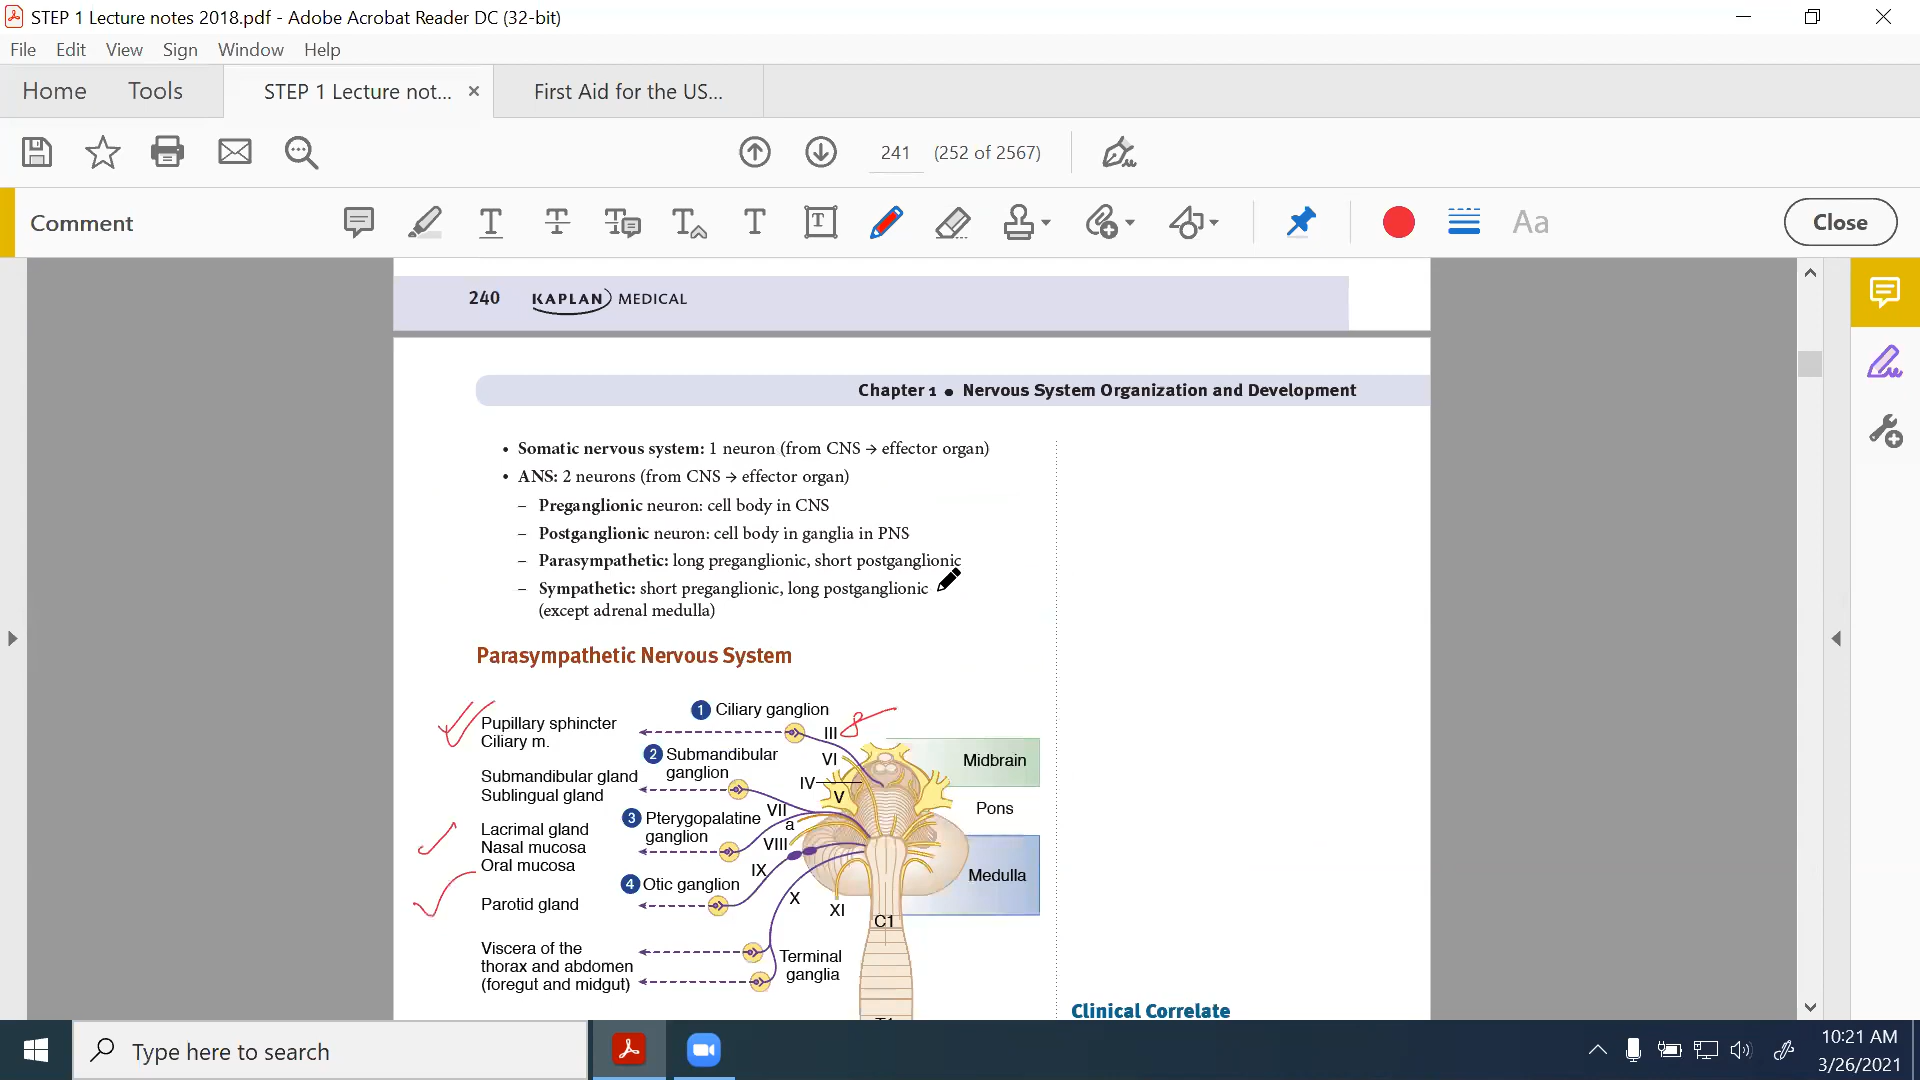 STEP 1 Lecture notes 2018.pdf - Adobe Acrobat Reader DC (32-bit)
File Edit View Sign Window Help
Home Tools STEP 1 Lecture not... × First Aid for the US...
241 (252 of 2567)
Comment Aa Close
240 KAPLAN MEDICAL
Chapter 1 ● Nervous System Organization and Development
• Somatic nervous system: 1 neuron (from CNS → effector organ)
• ANS: 2 neurons (from CNS → effector organ)
– Preganglionic neuron: cell body in CNS
– Postganglionic neuron: cell body in ganglia in PNS
– Parasympathetic: long preganglionic, short postganglionic
– Sympathetic: short preganglionic, long postganglionic
(except adrenal medulla)
Parasympathetic Nervous System
1 Ciliary ganglion
Pupillary sphincter
Ciliary m.
III
VI
2 Submandibular
ganglion
Midbrain
Submandibular gland
Sublingual gland
IV
V
Pons
VII
a
3 Pterygopalatine
ganglion
Lacrimal gland
Nasal mucosa
Oral mucosa
VIII
IX
4 Otic ganglion
Medulla
Parotid gland
X
XI
C1
Viscera of the
thorax and abdomen
(foregut and midgut)
Terminal
ganglia
Clinical Correlate
Type here to search
10:21 AM
3/26/2021